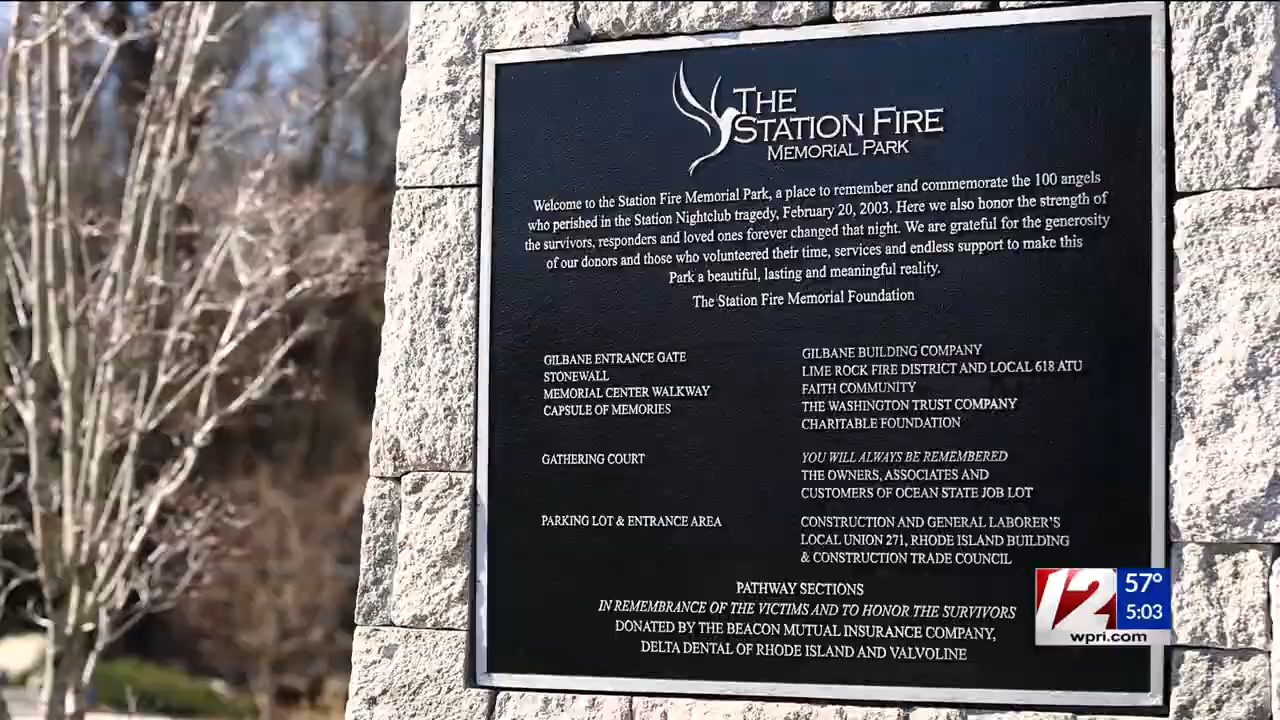 THE
STATION FIRE
MEMORIAL PARK
Welcome to the Station Fire Memorial Park, a place to remember and commemorate the 100 angels
who perished in the Station Nightclub tragedy, February 20, 2003. Here we also honor the strength of
the survivors, responders and loved ones forever changed that night. We are grateful for the generosity
of our donors and those who volunteered their time, services and endless support to make this
Park a beautiful, lasting and meaningful reality.
The Station Fire Memorial Foundation
GILBANE ENTRANCE GATE
STONEWALL
MEMORIAL CENTER WALKWAY
CAPSULE OF MEMORIES
GILBANE BUILDING COMPANY
LIME ROCK FIRE DISTRICT AND LOCAL 618 ATU
FAITH COMMUNITY
THE WASHINGTON TRUST COMPANY
CHARITABLE FOUNDATION
GATHERING COURT
YOU WILL ALWAYS BE REMEMBERED
THE OWNERS, ASSOCIATES AND
CUSTOMERS OF OCEAN STATE JOB LOT
PARKING LOT & ENTRANCE AREA
CONSTRUCTION AND GENERAL LABORER'S
LOCAL UNION 271, RHODE ISLAND BUILDING
& CONSTRUCTION TRADE COUNCIL
PATHWAY SECTIONS
IN REMEMBRANCE OF THE VICTIMS AND TO HONOR THE SURVIVORS
DONATED BY THE BEACON MUTUAL INSURANCE COMPANY,
DELTA DENTAL OF RHODE ISLAND AND VALVOLINE
12
57°
5:03
wpri.com